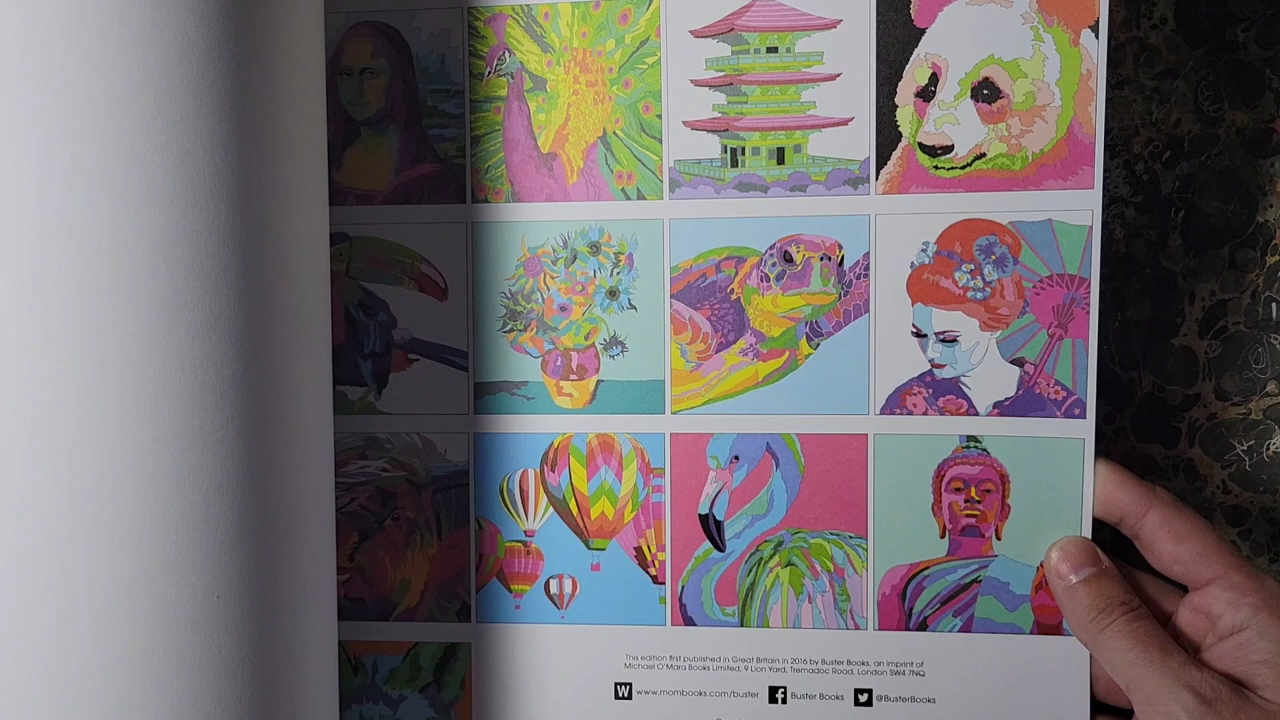 This edition first published in Great Britain in 2016 by Buster Books, an imprint of
Michael O'Mara Books Limited, 9 Lion Yard, Tremadoc Road, London SW4 7NQ
W www.mombooks.com/buster f Buster Books @BusterBooks